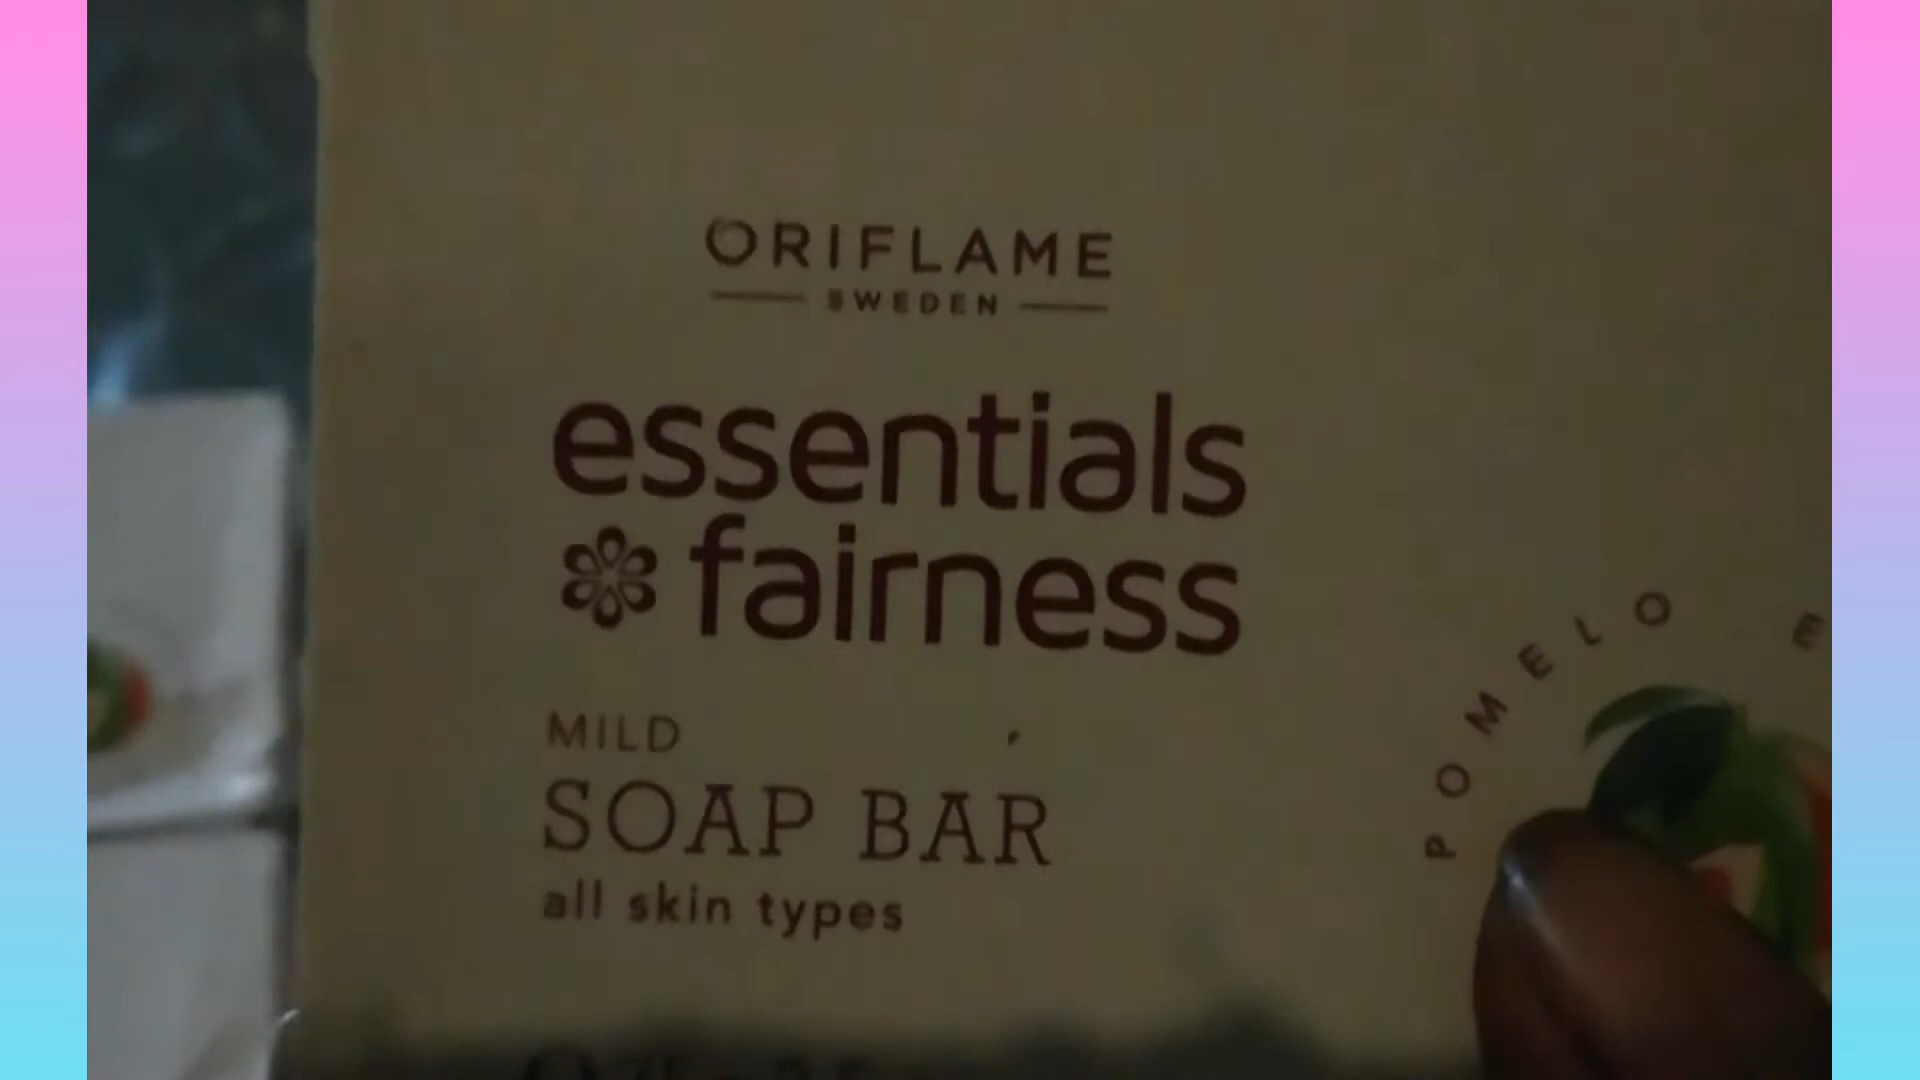 ORIFLAME
SWEDEN
essentials
fairness
MILD
SOAP BAR
all skin types
POMELO E